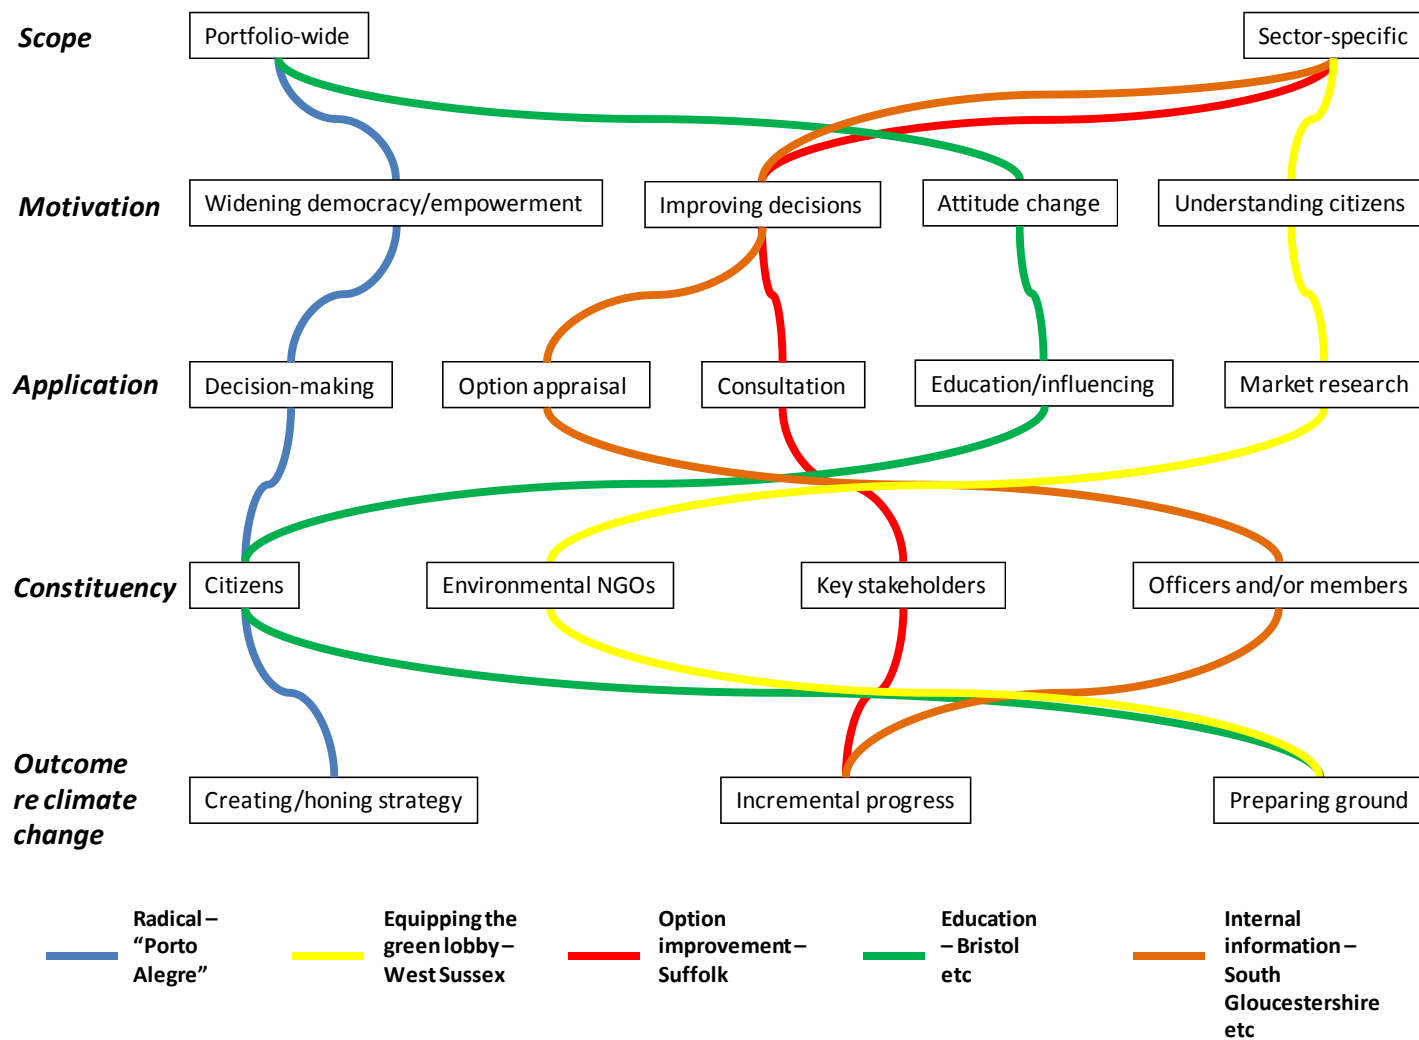 Scope
Portfolio-wide
Sector-specific
Motivation
Widening democracy/empowerment
Improving decisions
Attitude change
Understanding citizens
Application
Decision-making
Option appraisal
Consultation
Education/influencing
Market research
Constituency
Citizens
Environmental NGOs
Key stakeholders
Officers and/or members
Outcome
re climate
change
Creating/honing strategy
Incremental progress
Preparing ground
Radical –
“Porto
Alegre”
Equipping the
green lobby –
West Sussex
Option
improvement –
Suffolk
Education
– Bristol
etc
Internal
information –
South
Gloucestershire
etc